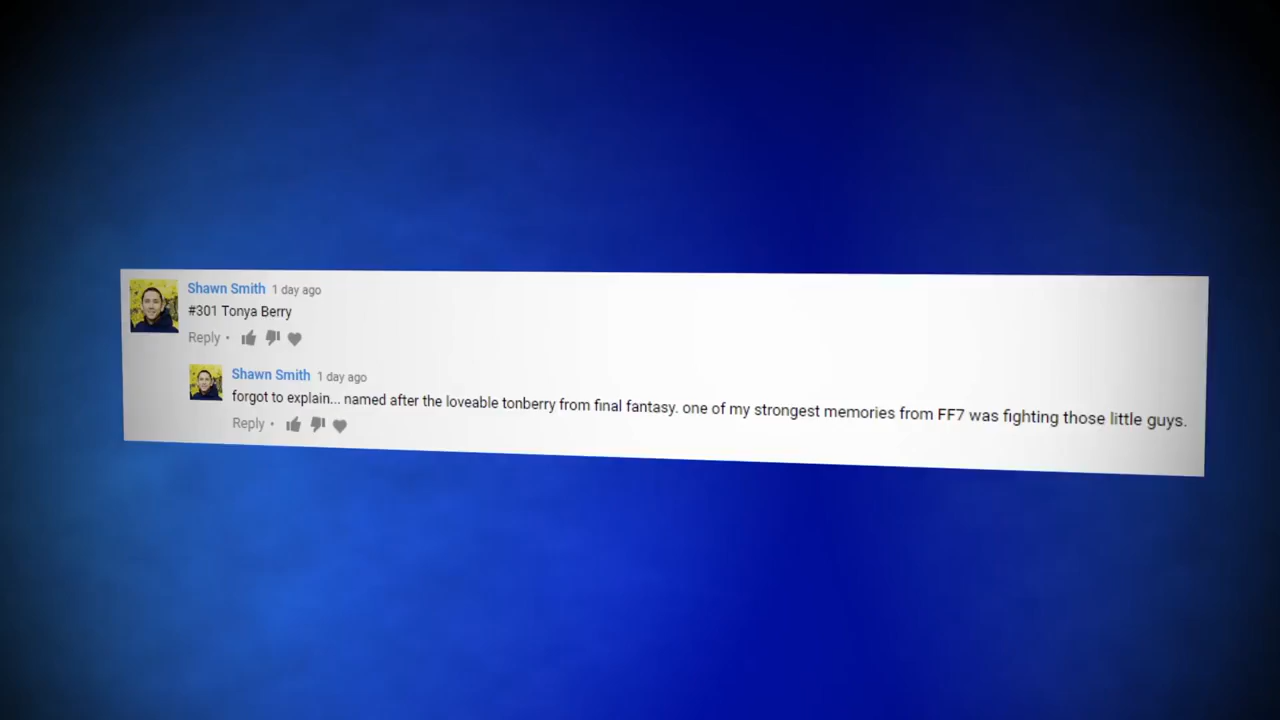 Shawn Smith 1 day ago
#301 Tonya Berry
Reply •
Shawn Smith 1 day ago
forgot to explain... named after the loveable tonberry from final fantasy. one of my strongest memories from FF7 was fighting those little guys.
Reply •